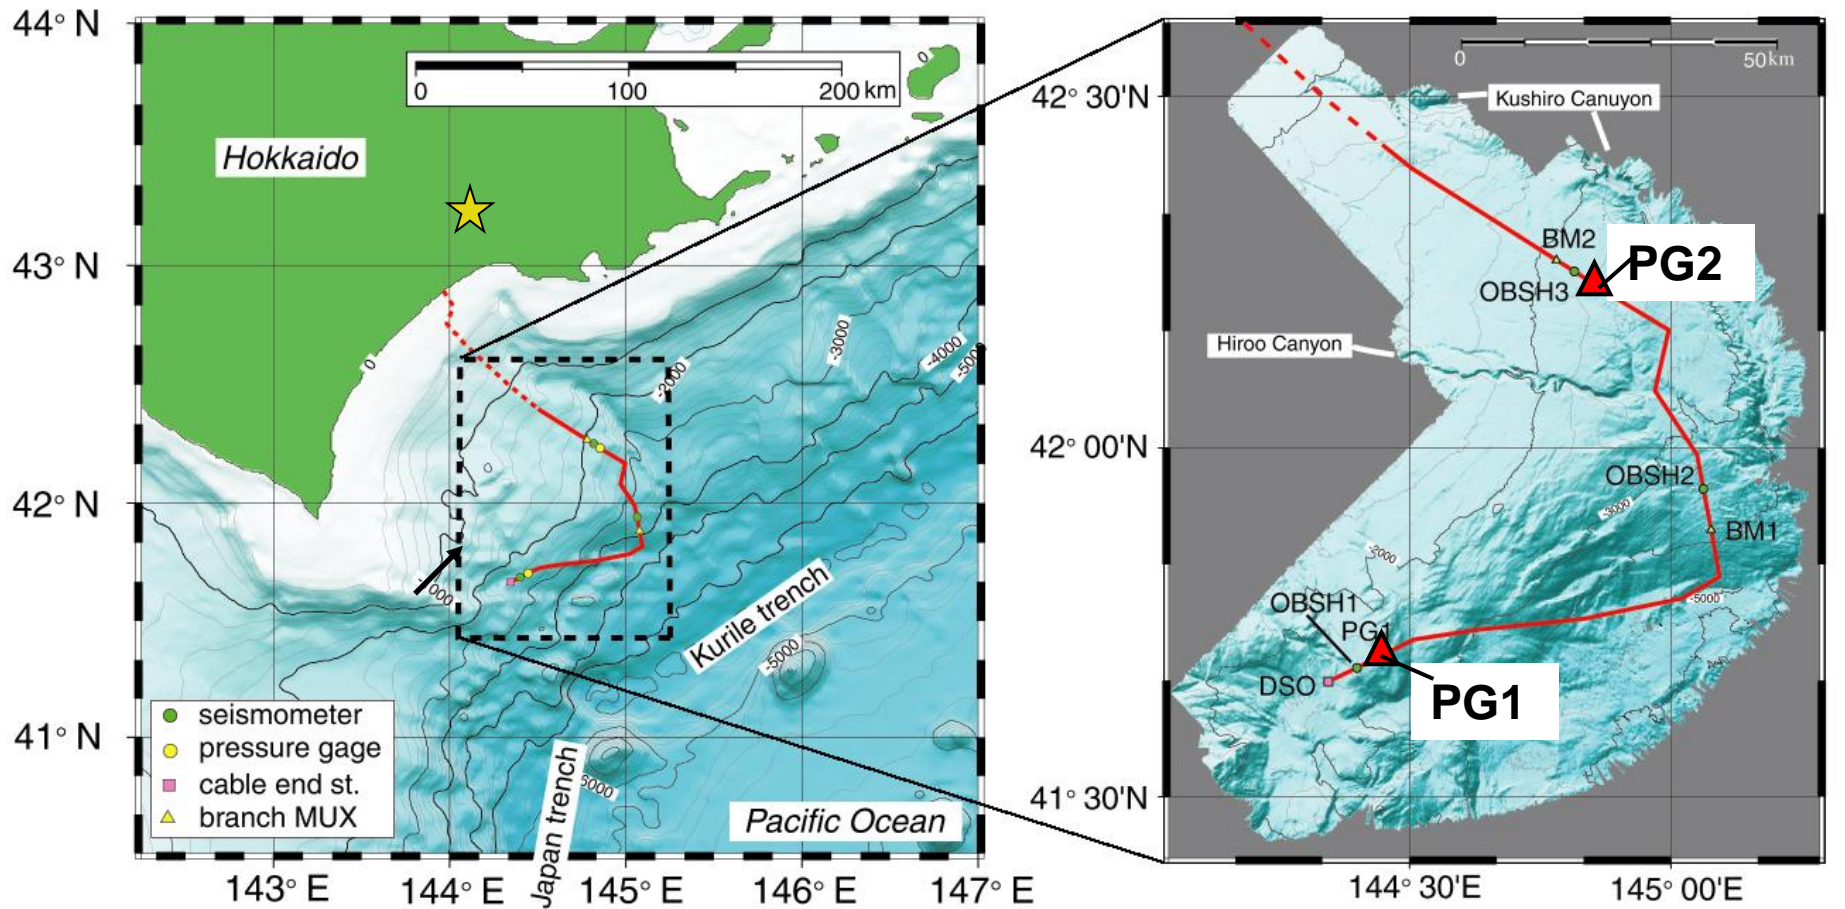 44° N
43° N
42° N
41° N
143° E
144° E
145° E
146° E
147° E
0
100
200 km
Hokkaido
0
0
-1000
-2000
-3000
-4000
-5000
-5000
-6000
Kurile trench
Japan trench
Pacific Ocean
seismometer
pressure gage
cable end st.
branch MUX
42° 30'N
42° 00'N
41° 30'N
144° 30'E
145° 00'E
0
50km
Kushiro Canuyon
BM2
PG2
OBSH3
Hiroo Canyon
OBSH2
-3000
BM1
-2000
-5000
OBSH1
PG1
DSO
PG1